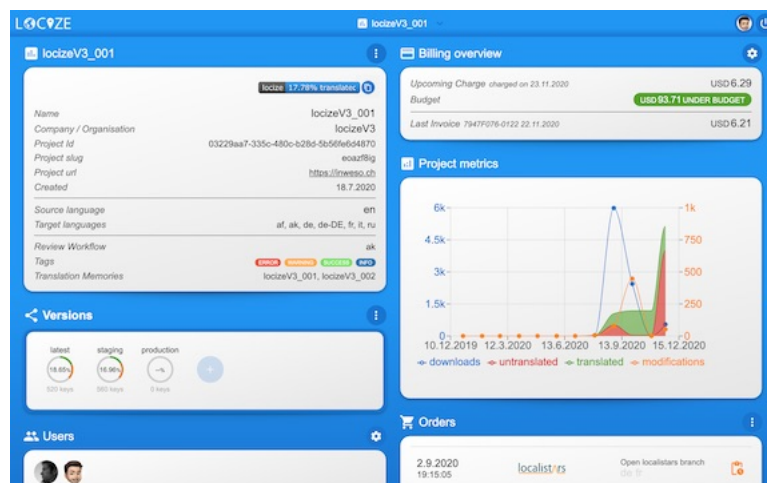 LOCIZE
locizeV3_001
locizeV3_001
locize 17.78% translated
Name locizeV3_001
Company / Organisation locizeV3
Project Id 03229aa7-335c-480c-b28d-5b56fe6d4870
Project slug eoazf8ig
Project url https://inweso.ch
Created 18.7.2020
Source language en
Target languages af, ak, de, de-DE, fr, it, ru
Review Workflow ak
Tags ERROR WARNING SUCCESS INFO
Translation Memories locizeV3_001, locizeV3_002
Versions
latest staging production
18.65% 16.96% -%
520 keys 560 keys 0 keys
+
Users
Billing overview
Upcoming Charge charged on 23.11.2020 USD 6.29
Budget USD 93.71 UNDER BUDGET
Last Invoice 7947F076-0122 22.11.2020 USD 6.21
Project metrics
6k 1k
4.5k 750
3k 500
1.5k 250
0 0
10.12.2019 12.3.2020 13.6.2020 13.9.2020 15.12.2020
downloads untranslated translated modifications
Orders
2.9.2020
19:15:05
localistars
Open localistars branch
de fr